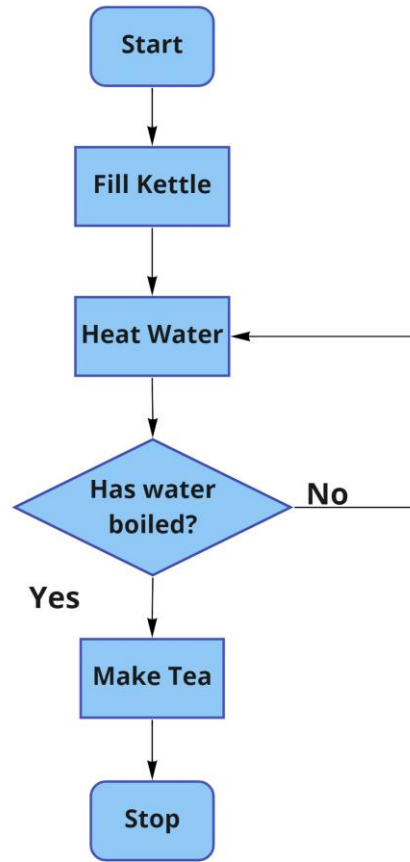 Start
Fill Kettle
Heat Water
Has water
boiled?
No
Yes
Make Tea
Stop